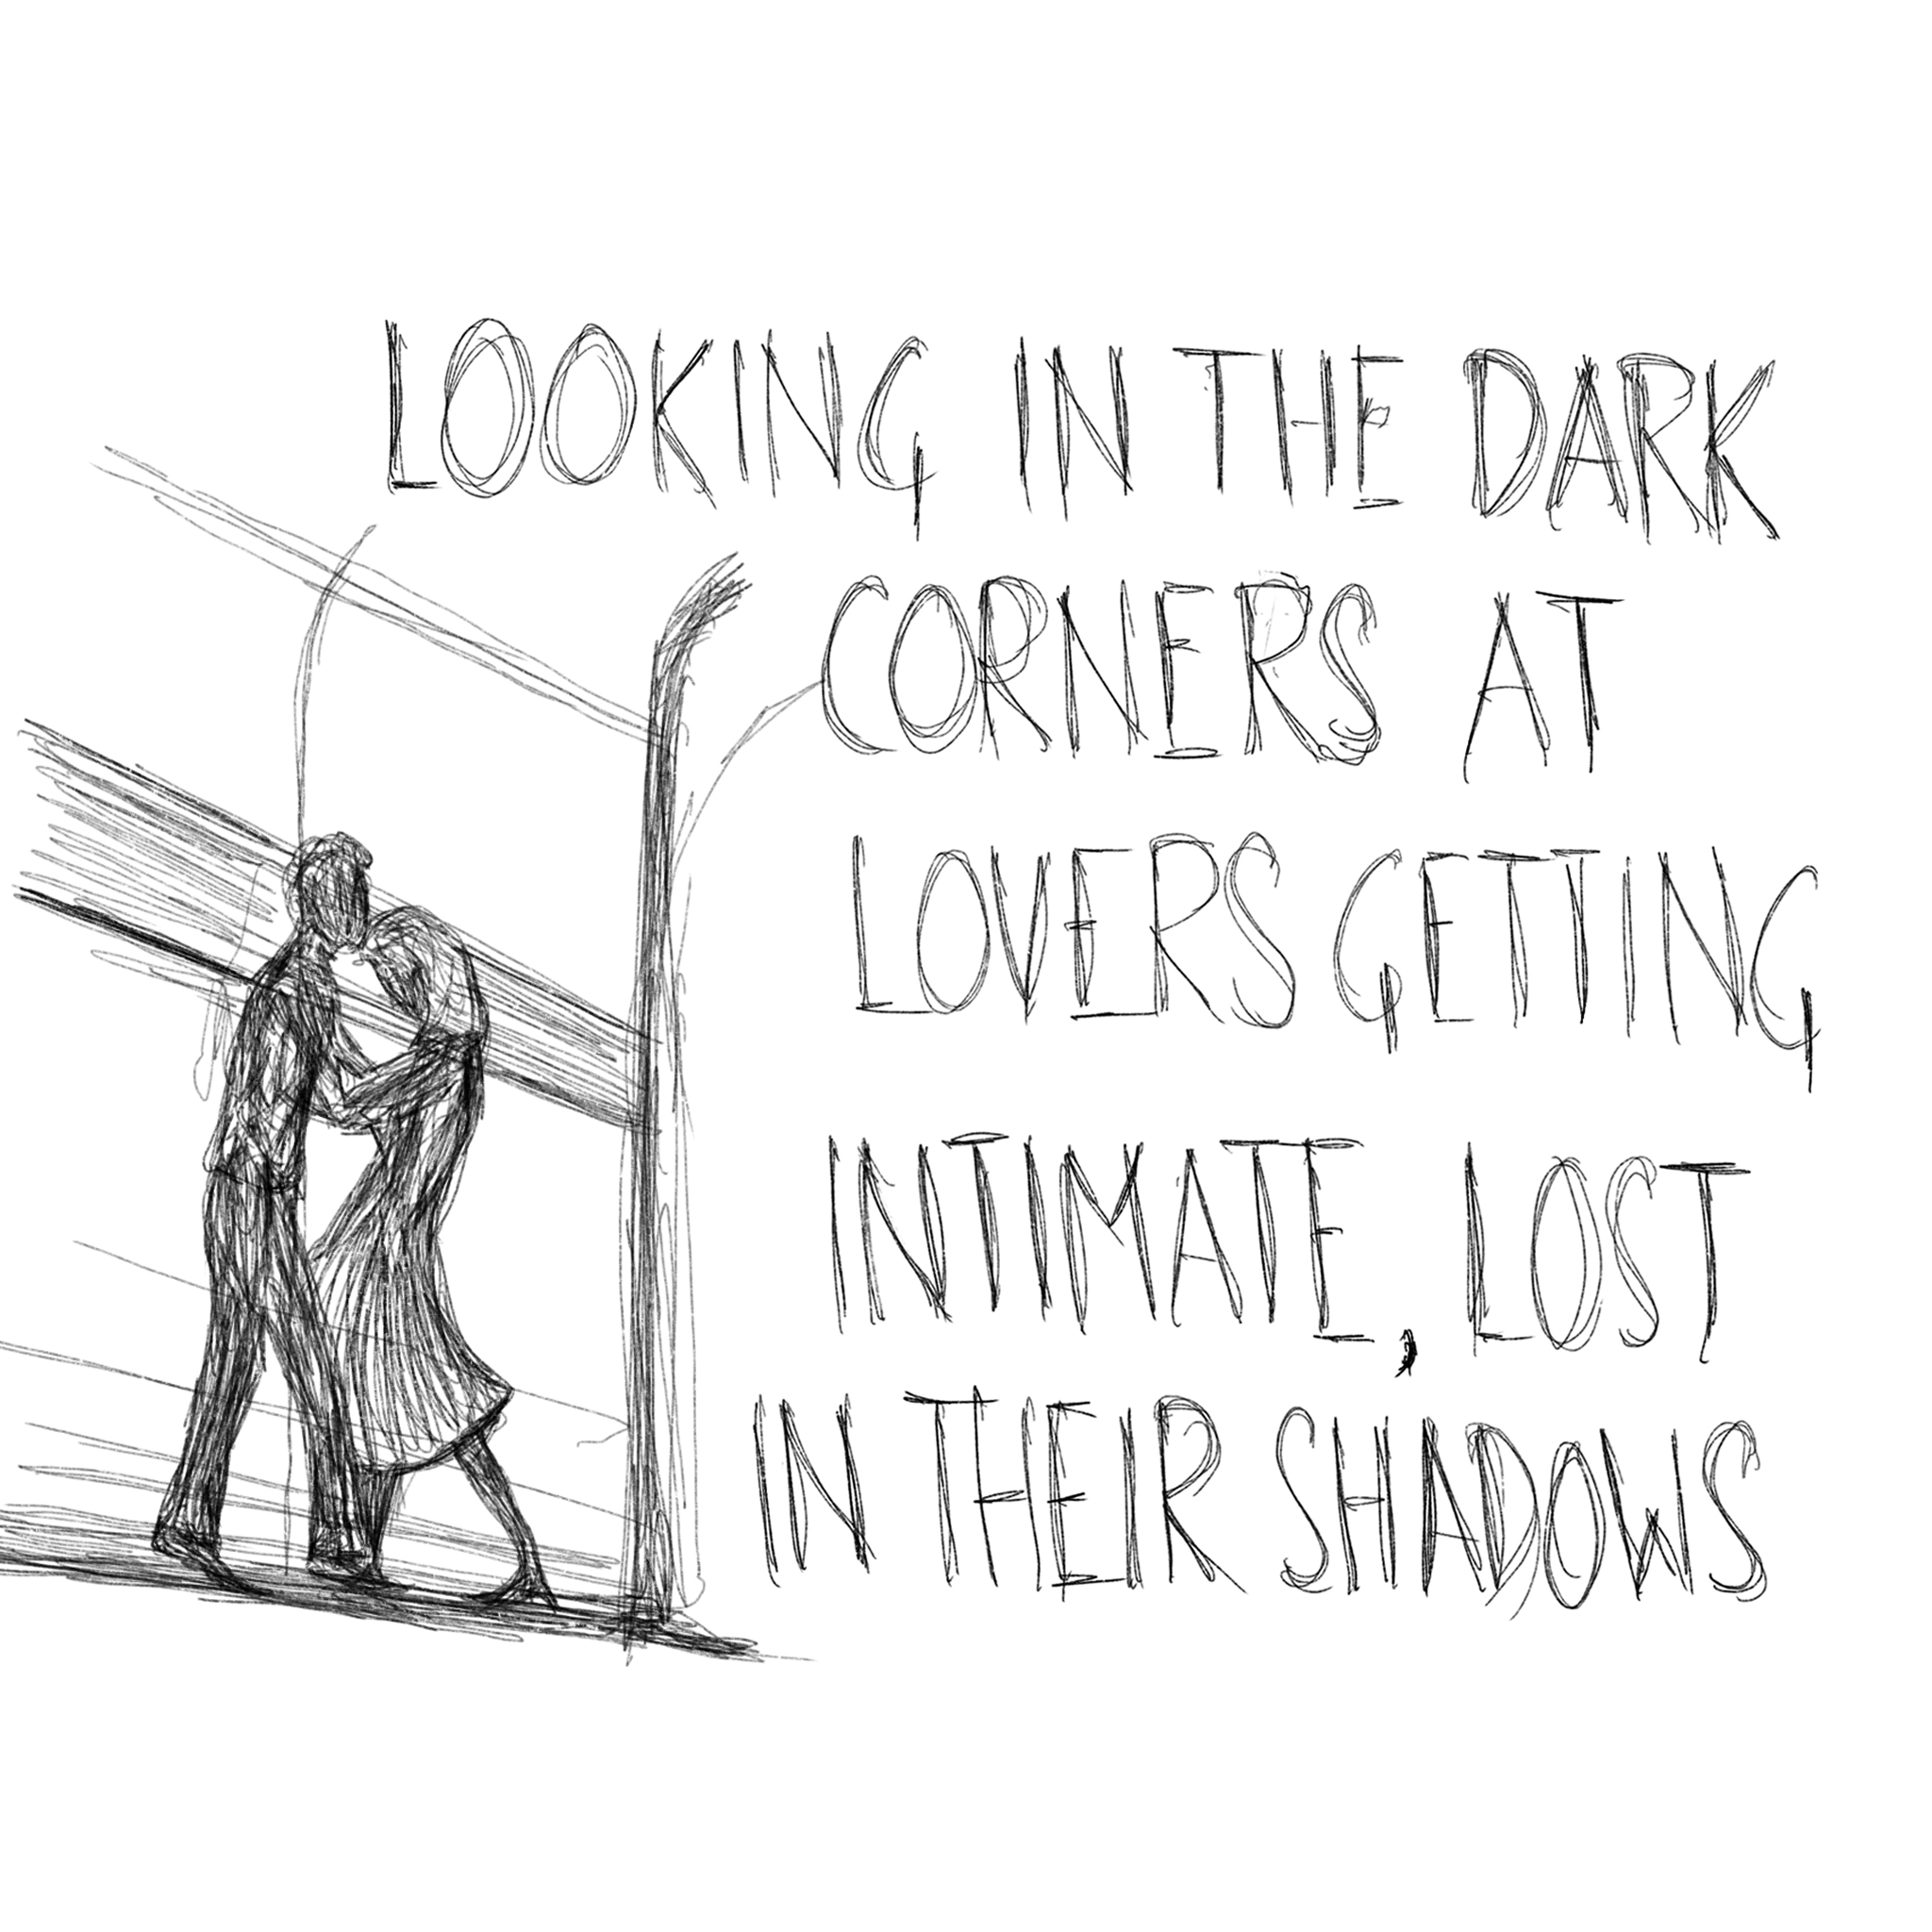 LOOKING IN THE DARK
CORNERS AT
LOVERS GETTING
INTIMATE, LOST
IN THEIR SHADOWS